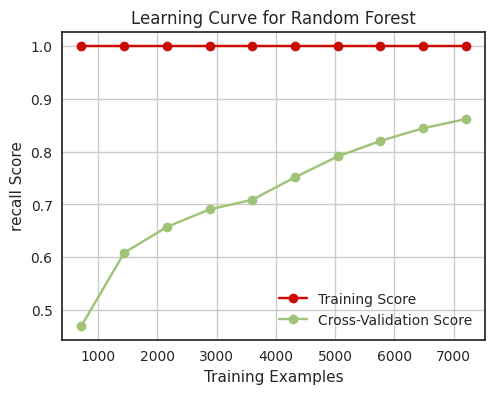 Learning Curve for Random Forest
recall Score
1.0
0.9
0.8
0.7
0.6
0.5
Training Score
Cross-Validation Score
1000 2000 3000 4000 5000 6000 7000
Training Examples